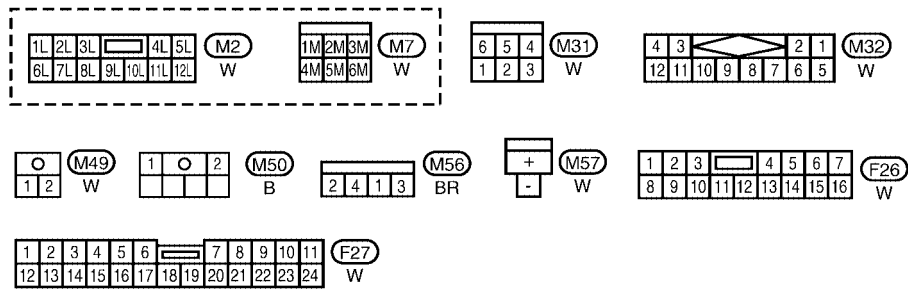 1L 2L 3L 4L 5L M2
6L 7L 8L 9L 10L 11L 12L W
1M 2M 3M M7
4M 5M 6M W
6 5 4 M31
1 2 3 W
4 3 2 1 M32
12 11 10 9 8 7 6 5 W
M49
1 2 W
1 2 M50
B
M56
2 4 1 3 BR
+ M57
- W
1 2 3 4 5 6 7 F26
8 9 10 11 12 13 14 15 16 W
1 2 3 4 5 6 7 8 9 10 11 F27
12 13 14 15 16 17 18 19 20 21 22 23 24 W